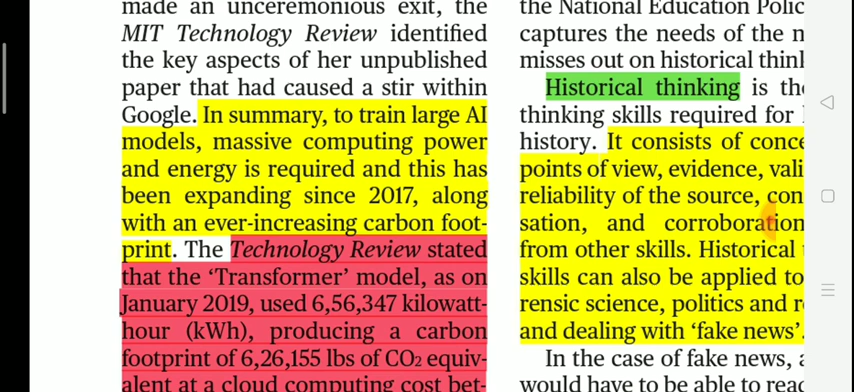 made an unceremonious exit, the
MIT Technology Review identified
the key aspects of her unpublished
paper that had caused a stir within
Google. In summary, to train large AI
models, massive computing power
and energy is required and this has
been expanding since 2017, along
with an ever-increasing carbon foot-
print. The Technology Review stated
that the ‘Transformer’ model, as on
January 2019, used 6,56,347 kilowatt-
hour (kWh), producing a carbon
footprint of 6,26,155 lbs of CO₂ equiv-
alent at a cloud computing cost bet-
the National Education Polic
captures the needs of the
misses out on historical
Historical thinking is
thinking skills required for
history. It consists of
points of view, evidence,
reliability of the source,
sation, and corroboration
from other skills. Historical
skills can also be applied to
rensic science, politics and
and dealing with ‘fake news’.
In the case of fake news,
would have to be able to read